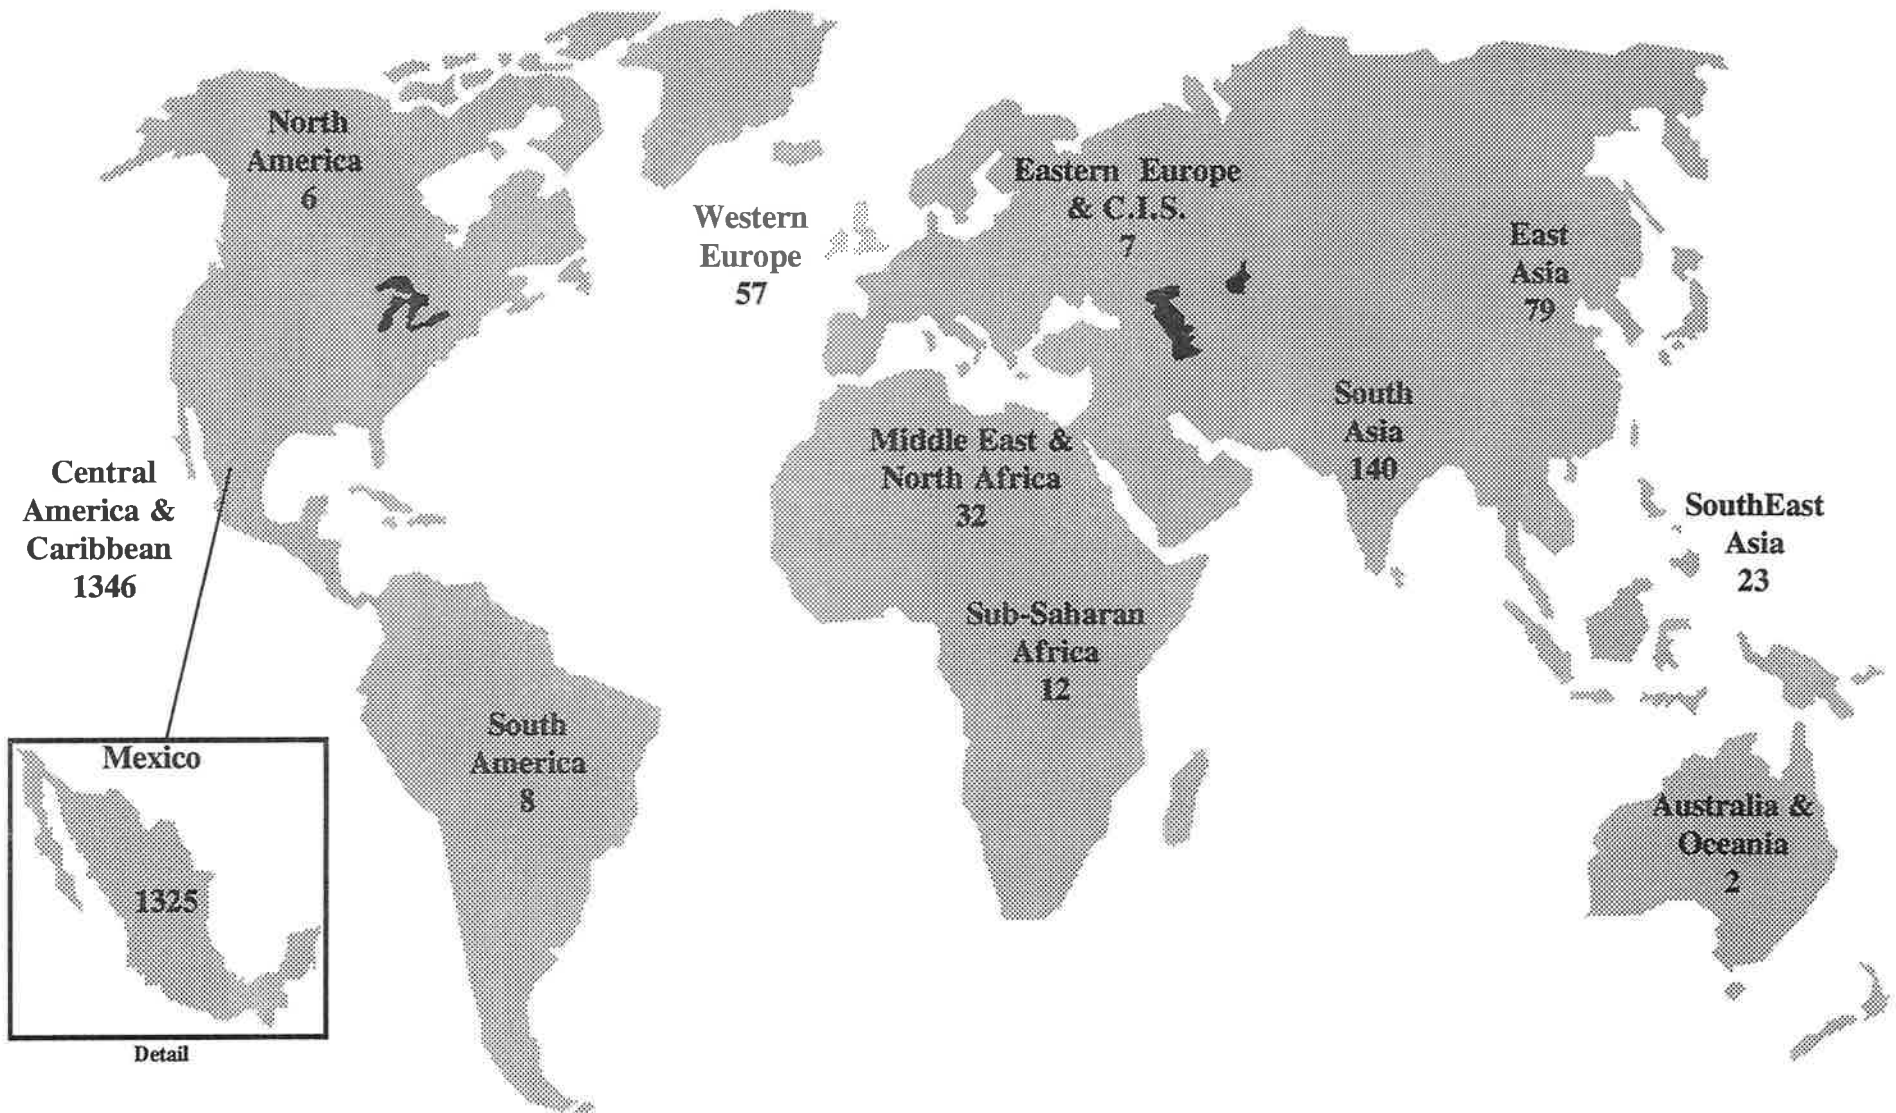 North
America
6
Western
Europe
57
Eastern Europe
& C.I.S.
7
East
Asia
79
South
Asia
140
Middle East &
North Africa
32
Central
America &
Caribbean
1346
SouthEast
Asia
23
Sub-Saharan
Africa
12
South
America
8
Mexico
1325
Detail
Australia &
Oceania
2